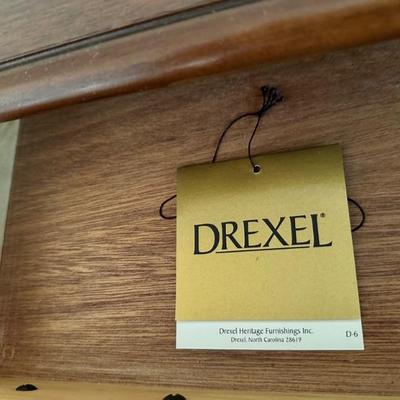 DREXEL®
Drexel Heritage Furnishings Inc.
Drexel, North Carolina 28619
D-6